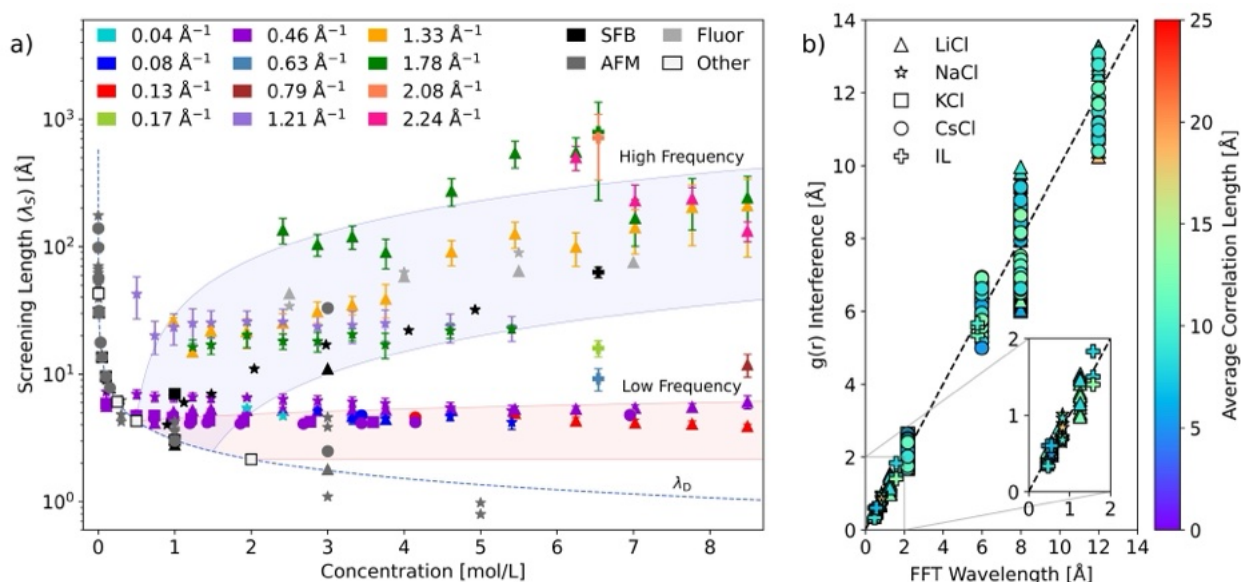 a)
0.04 Å⁻¹
0.08 Å⁻¹
0.13 Å⁻¹
0.17 Å⁻¹
0.46 Å⁻¹
0.63 Å⁻¹
0.79 Å⁻¹
1.21 Å⁻¹
1.33 Å⁻¹
1.78 Å⁻¹
2.08 Å⁻¹
2.24 Å⁻¹
SFB
AFM
Fluor
Other
High Frequency
Low Frequency
λ_D
Screening Length (λ_S) [Å]
10³
10²
10¹
10⁰
0 1 2 3 4 5 6 7 8
Concentration [mol/L]
b)
LiCl
NaCl
KCl
CsCl
IL
g(r) Interference [Å]
14
12
10
8
6
4
2
0
0 2 4 6 8 10 12 14
FFT Wavelength [Å]
2
1
0
0 1 2
25
20
15
10
5
0
Average Correlation Length [Å]